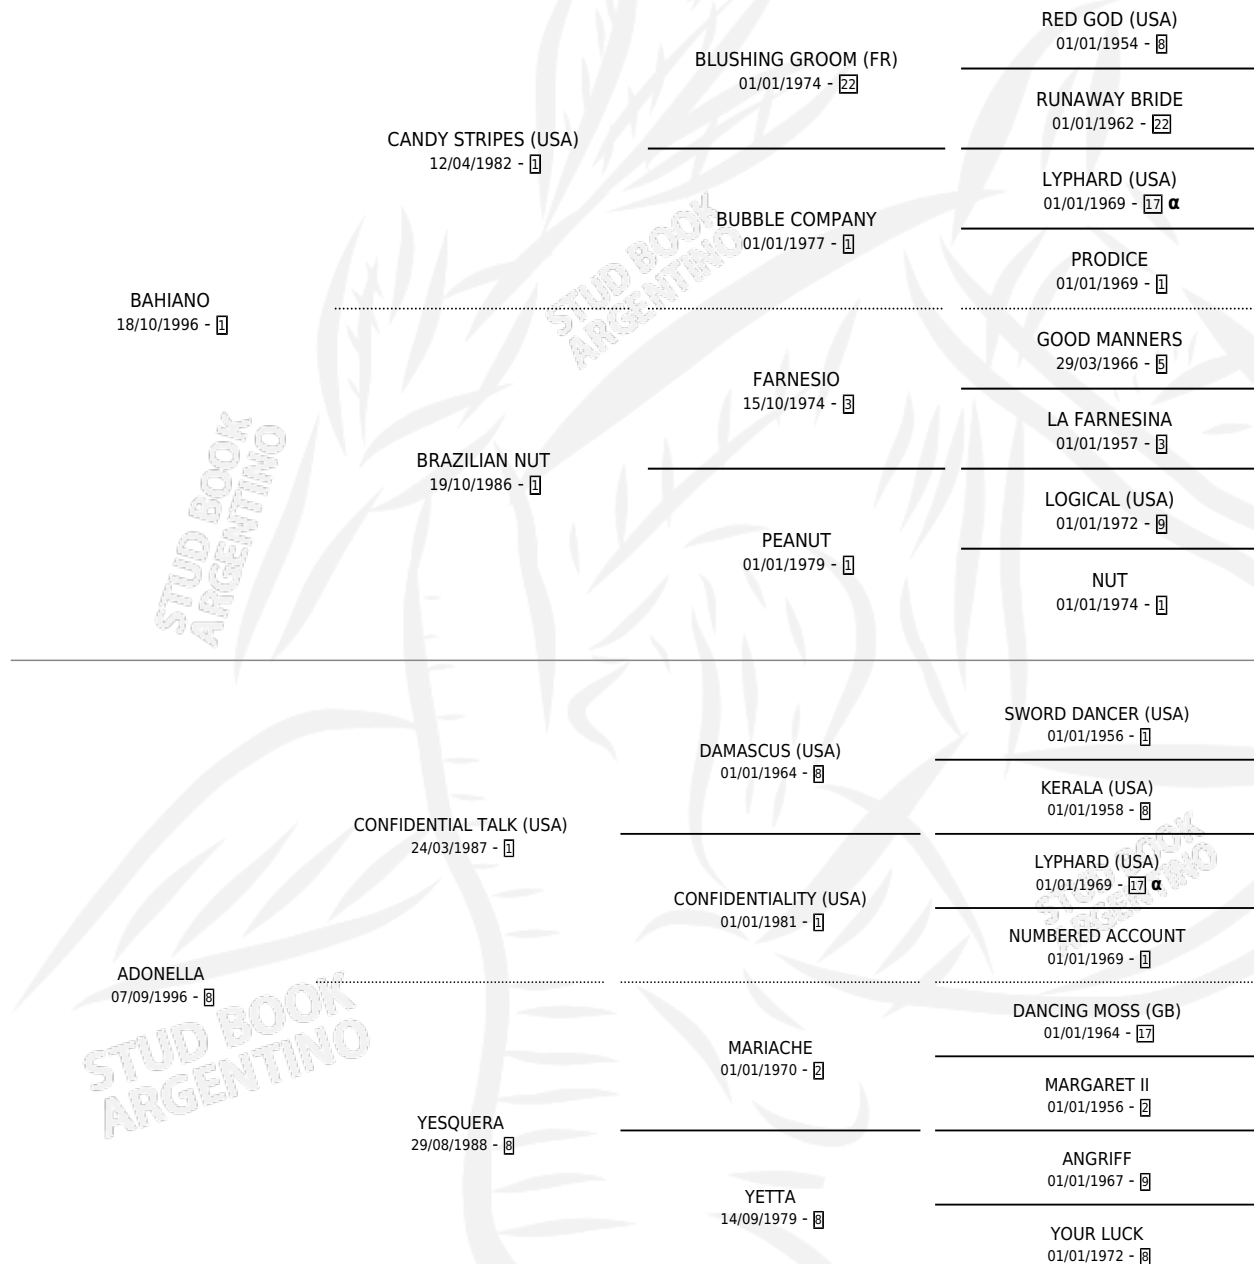 RED GOD (USA)
01/01/1954 - 8
BLUSHING GROOM (FR)
01/01/1974 - 22
RUNAWAY BRIDE
01/01/1962 - 22
CANDY STRIPES (USA)
12/04/1982 - 1
LYPHARD (USA)
01/01/1969 - 17 α
BUBBLE COMPANY
01/01/1977 - 1
PRODICE
01/01/1969 - 1
BAHIANO
18/10/1996 - 1
GOOD MANNERS
29/03/1966 - 5
FARNESIO
15/10/1974 - 3
LA FARNESINA
01/01/1957 - 3
BRAZILIAN NUT
19/10/1986 - 1
LOGICAL (USA)
01/01/1972 - 9
PEANUT
01/01/1979 - 1
NUT
01/01/1974 - 1
SWORD DANCER (USA)
01/01/1956 - 1
DAMASCUS (USA)
01/01/1964 - 8
KERALA (USA)
01/01/1958 - 8
CONFIDENTIAL TALK (USA)
24/03/1987 - 1
LYPHARD (USA)
01/01/1969 - 17 α
CONFIDENTIALITY (USA)
01/01/1981 - 1
NUMBERED ACCOUNT
01/01/1969 - 1
ADONELLA
07/09/1996 - 8
DANCING MOSS (GB)
01/01/1964 - 17
MARIACHE
01/01/1970 - 2
MARGARET II
01/01/1956 - 2
YESQUERA
29/08/1988 - 8
ANGRIFF
01/01/1967 - 9
YETTA
14/09/1979 - 8
YOUR LUCK
01/01/1972 - 8
STUD BOOK
ARGENTINO
STUD BOOK
ARGENTINO
STUD BOOK
ARGENTINO
STUD BOOK
ARGENTINO